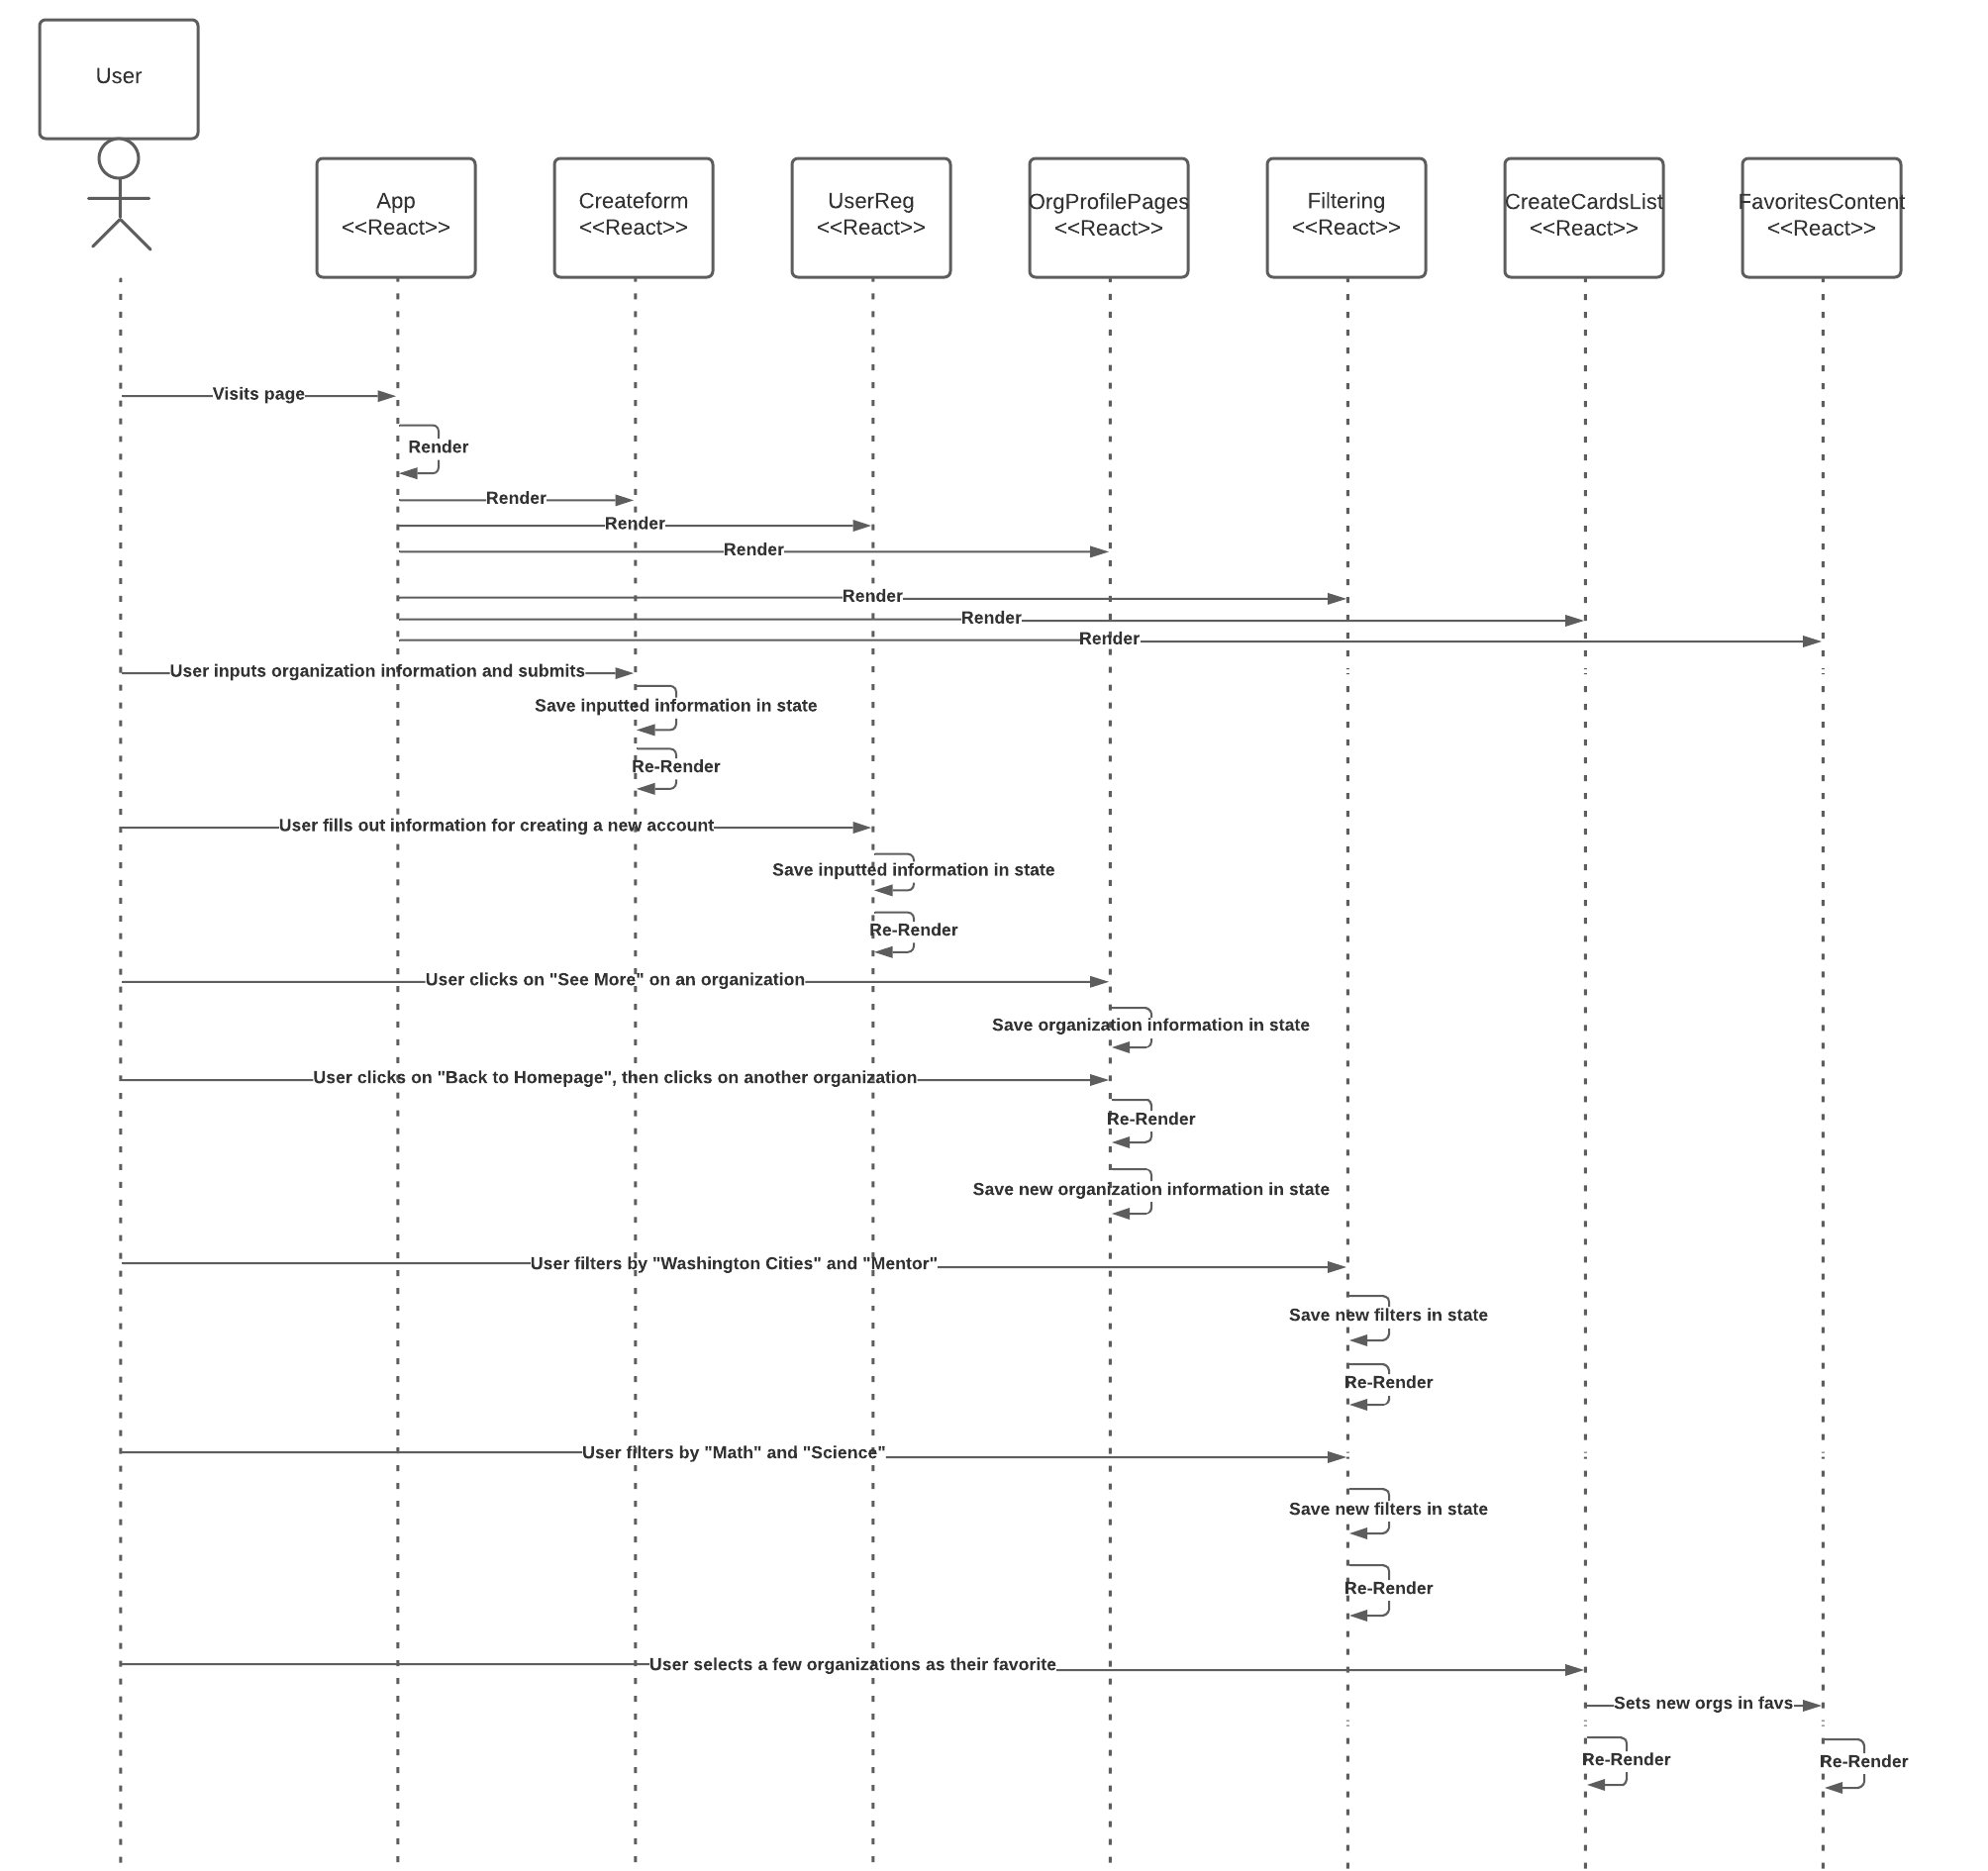 User
App
<<React>>
Createform
<<React>>
UserReg
<<React>>
OrgProfilePages
<<React>>
Filtering
<<React>>
CreateCardsList
<<React>>
FavoritesContent
<<React>>
Visits page
Render
Render
Render
Render
Render
Render
Render
User inputs organization information and submits
Save inputted information in state
Re-Render
User fills out information for creating a new account
Save inputted information in state
Re-Render
User clicks on "See More" on an organization
Save organization information in state
User clicks on "Back to Homepage", then clicks on another organization
Re-Render
Save new organization information in state
User filters by "Washington Cities" and "Mentor"
Save new filters in state
Re-Render
User filters by "Math" and "Science"
Save new filters in state
Re-Render
User selects a few organizations as their favorite
Sets new orgs in favs
Re-Render
Re-Render